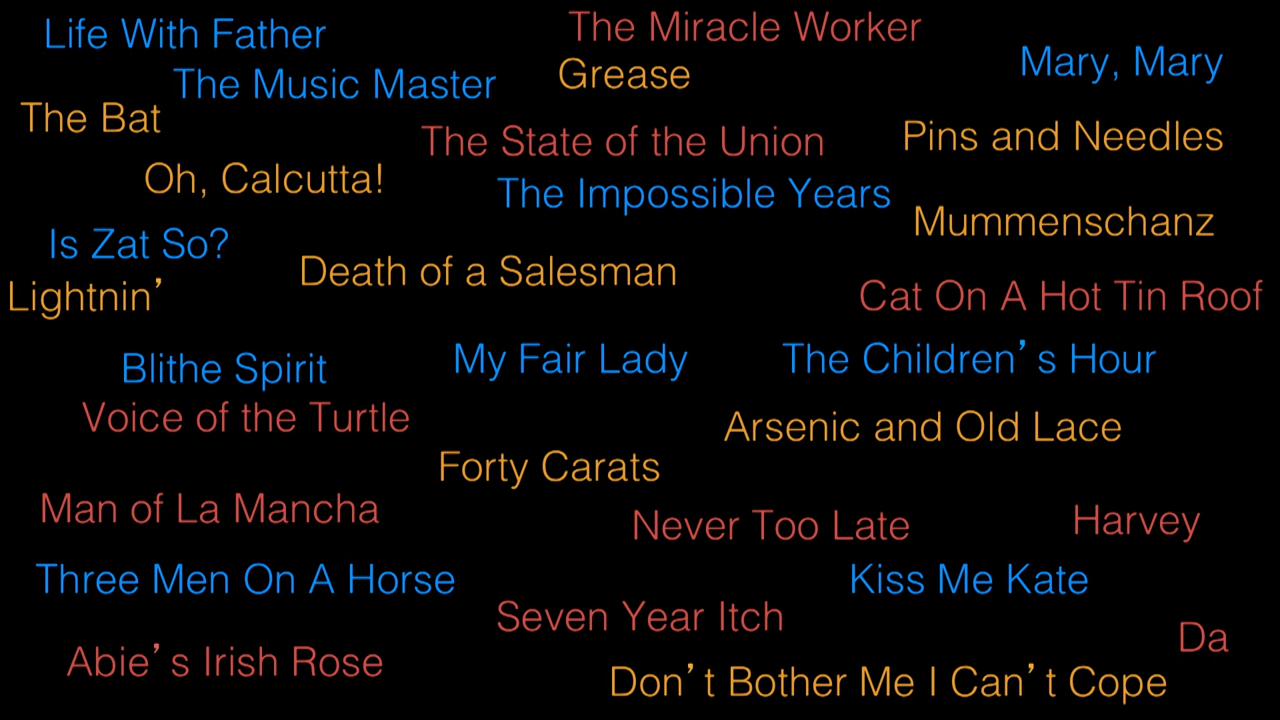 Life With Father
The Miracle Worker
Mary, Mary
The Music Master
Grease
The Bat
The State of the Union
Pins and Needles
Oh, Calcutta!
The Impossible Years
Mummenschanz
Is Zat So?
Death of a Salesman
Lightnin’
Cat On A Hot Tin Roof
Blithe Spirit
My Fair Lady
The Children’s Hour
Voice of the Turtle
Arsenic and Old Lace
Forty Carats
Man of La Mancha
Never Too Late
Harvey
Three Men On A Horse
Kiss Me Kate
Seven Year Itch
Da
Abie’s Irish Rose
Don’t Bother Me I Can’t Cope